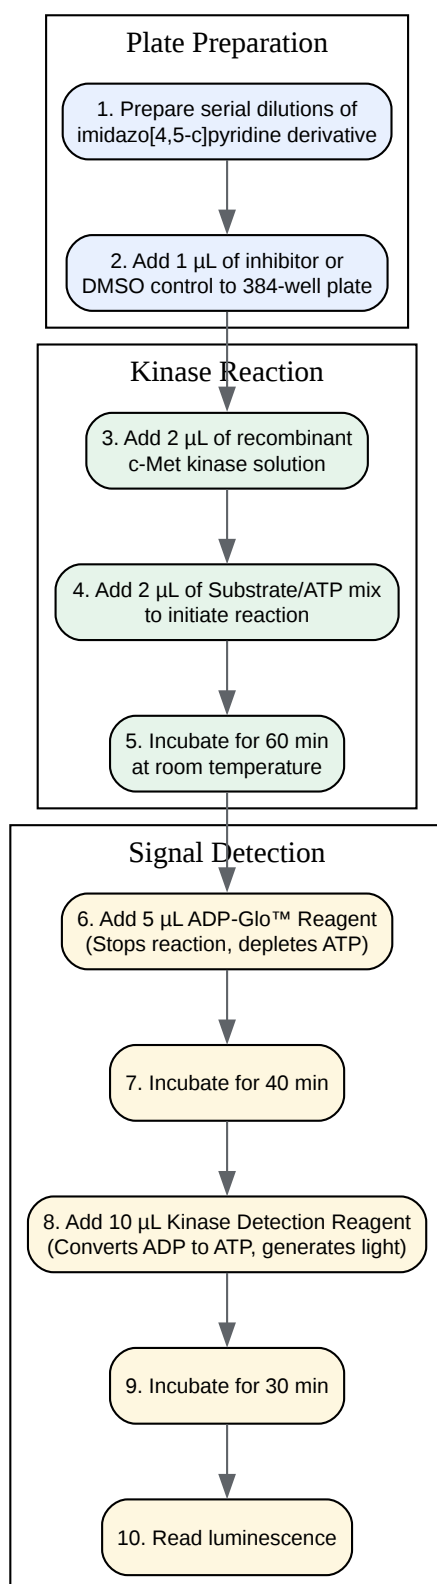 Plate Preparation
1. Prepare serial dilutions of
imidazo[4,5-c]pyridine derivative
2. Add 1 µL of inhibitor or
DMSO control to 384-well plate
Kinase Reaction
3. Add 2 µL of recombinant
c-Met kinase solution
4. Add 2 µL of Substrate/ATP mix
to initiate reaction
5. Incubate for 60 min
at room temperature
Signal Detection
6. Add 5 µL ADP-Glo™ Reagent
(Stops reaction, depletes ATP)
7. Incubate for 40 min
8. Add 10 µL Kinase Detection Reagent
(Converts ADP to ATP, generates light)
9. Incubate for 30 min
10. Read luminescence